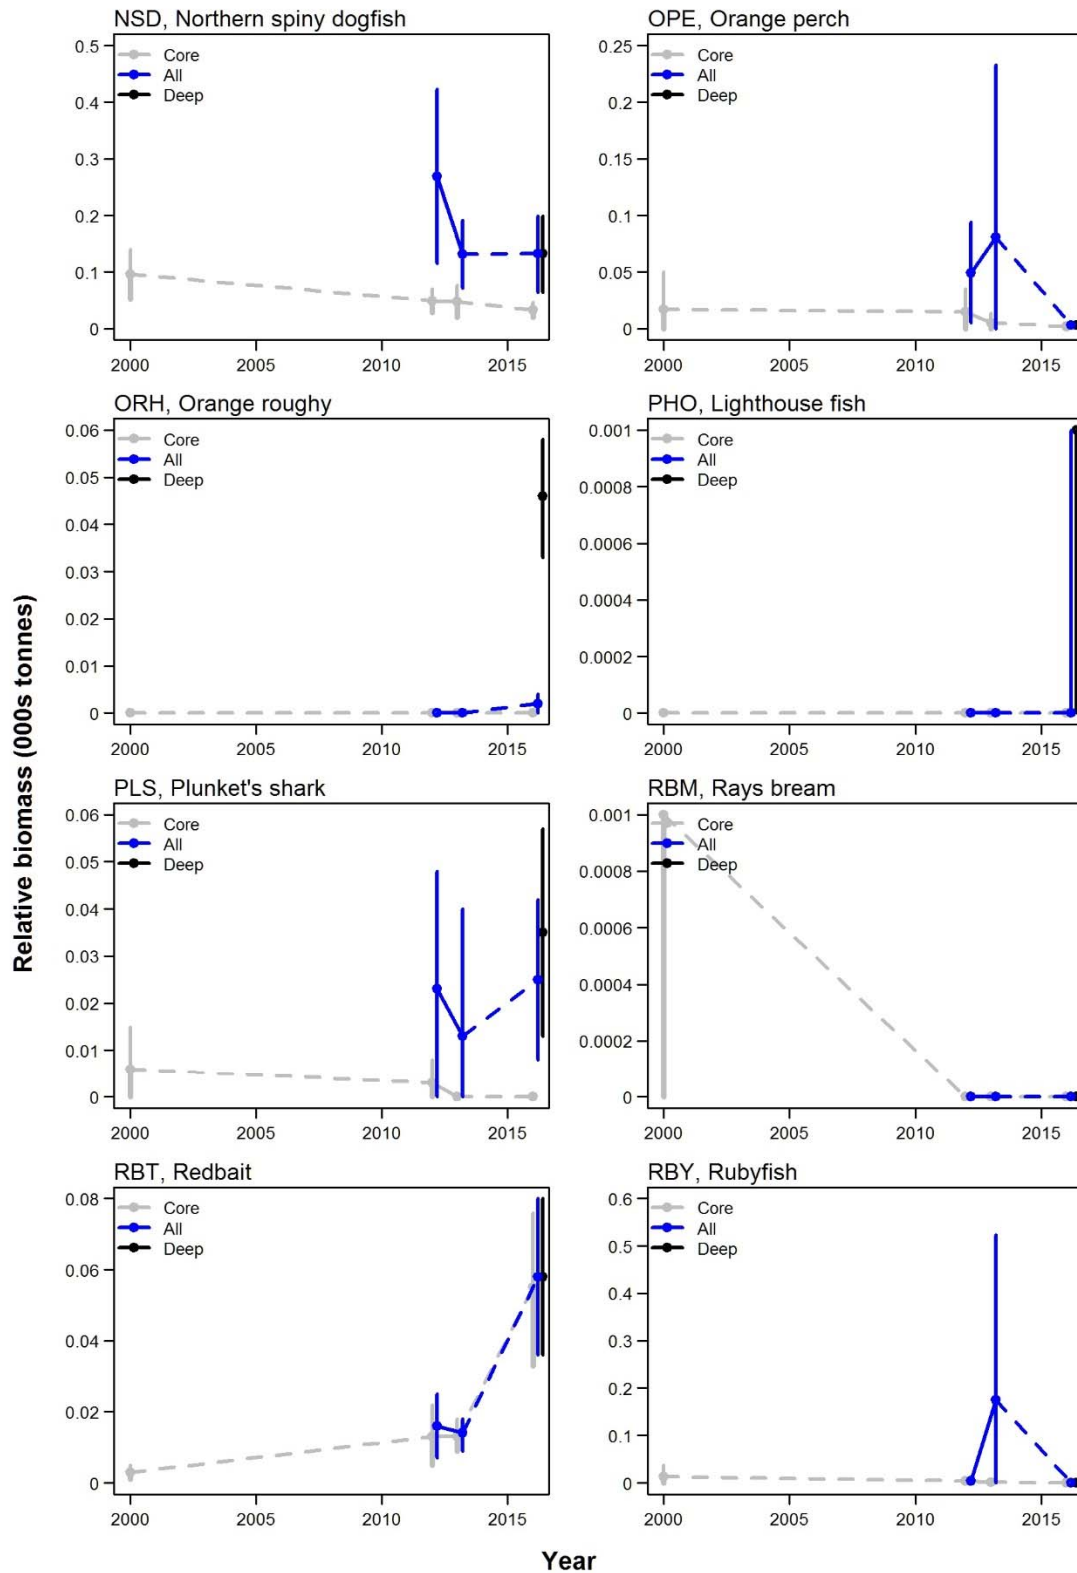 NSD, Northern spiny dogfish
Core
All
Deep
0.5
0.4
0.3
0.2
0.1
0
2000 2005 2010 2015
OPE, Orange perch
Core
All
Deep
0.25
0.2
0.15
0.1
0.05
0
2000 2005 2010 2015
ORH, Orange roughy
Core
All
Deep
0.06
0.05
0.04
0.03
0.02
0.01
0
2000 2005 2010 2015
PHO, Lighthouse fish
Core
All
Deep
0.001
0.0008
0.0006
0.0004
0.0002
0
2000 2005 2010 2015
PLS, Plunket's shark
Core
All
Deep
0.06
0.05
0.04
0.03
0.02
0.01
0
2000 2005 2010 2015
RBM, Rays bream
Core
All
Deep
0.001
0.0008
0.0006
0.0004
0.0002
0
2000 2005 2010 2015
RBT, Redbait
Core
All
Deep
0.08
0.06
0.04
0.02
0
2000 2005 2010 2015
RBY, Rubyfish
Core
All
Deep
0.6
0.5
0.4
0.3
0.2
0.1
0
2000 2005 2010 2015
Relative biomass (000s tonnes)
Year